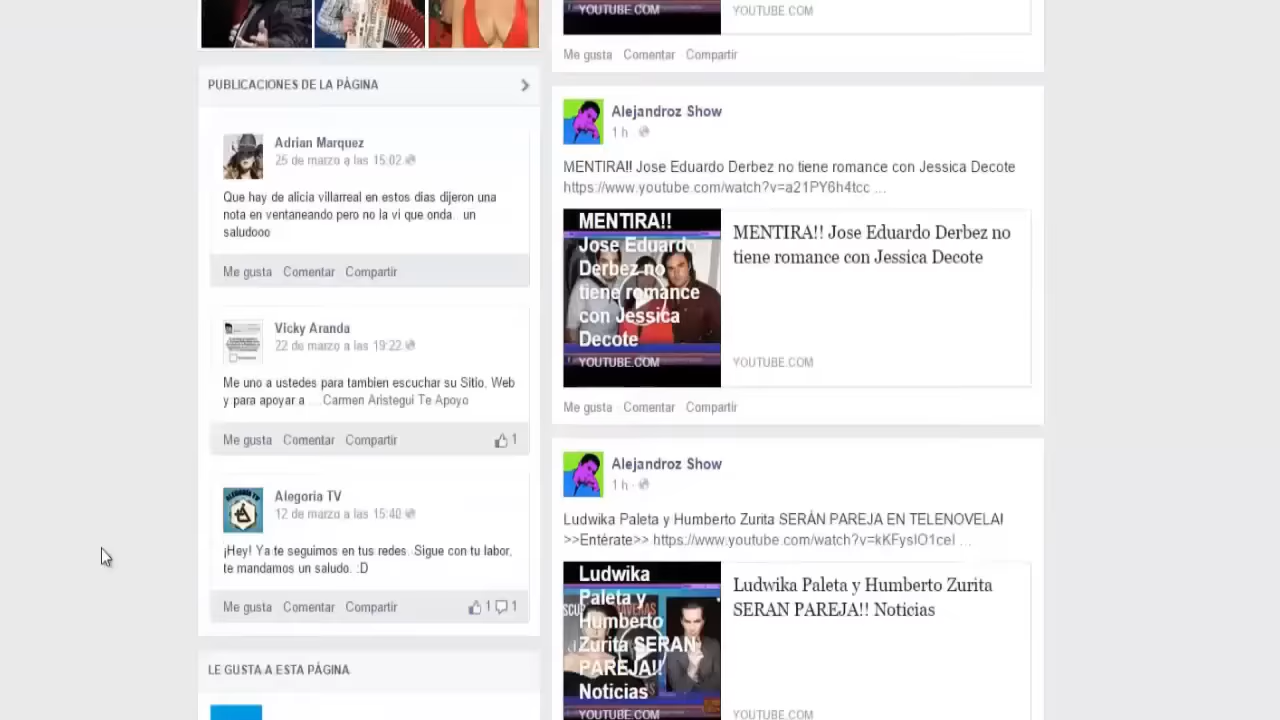 PUBLICACIONES DE LA PÁGINA
Adrian Marquez
25 de marzo a las 15:02
Que hay de alicia villarreal en estos dias dijeron una
nota en ventaneando pero no la vi que onda un
saludooo
Me gusta Comentar Compartir
Vicky Aranda
22 de marzo a las 19:22
Me uno a ustedes para tambien escuchar su Sitio. Web
y para apoyar a ....Carmen Aristegui Te Apoyo
Me gusta Comentar Compartir 1
Alegoria TV
12 de marzo a las 15:40
¡Hey! Ya te seguimos en tus redes. Sigue con tu labor,
te mandamos un saludo. :D
Me gusta Comentar Compartir 1 1
LE GUSTA A ESTA PÁGINA
YOUTUBE.COM
YOUTUBE.COM
Me gusta Comentar Compartir
Alejandroz Show
1 h
MENTIRA!! Jose Eduardo Derbez no tiene romance con Jessica Decote
https://www.youtube.com/watch?v=a21PY6h4tcc ...
MENTIRA!!
Jose Eduardo
Derbez no
tiene romance
con Jessica
Decote
YOUTUBE.COM
MENTIRA!! Jose Eduardo Derbez no
tiene romance con Jessica Decote
YOUTUBE.COM
Me gusta Comentar Compartir
Alejandroz Show
1 h ·
Ludwika Paleta y Humberto Zurita SERÁN PAREJA EN TELENOVELA!
>>Entérate>> https://www.youtube.com/watch?v=kKFysIO1ceI ...
Ludwika
Paleta y
Humberto
Zurita SERAN
PAREJA!!
Noticias
YOUTUBE.COM
Ludwika Paleta y Humberto Zurita
SERAN PAREJA!! Noticias
YOUTUBE.COM